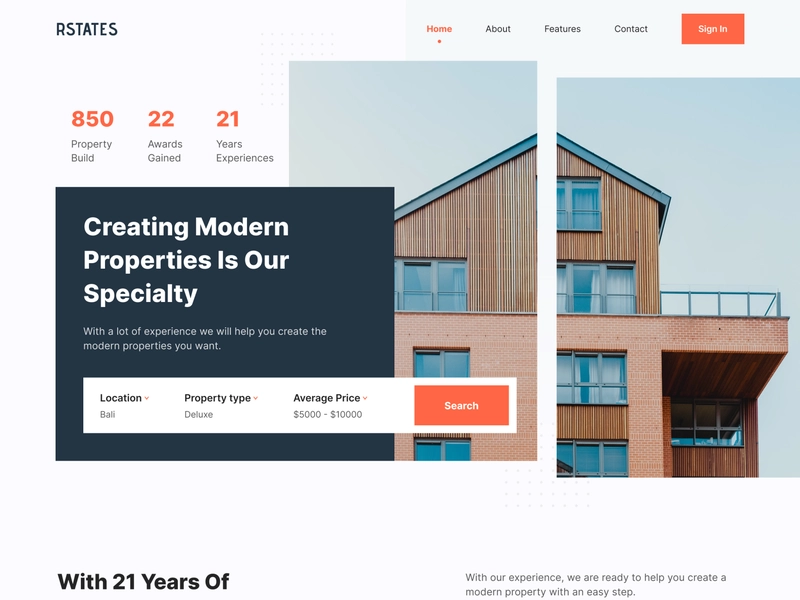 RSTATES
Home
About
Features
Contact
Sign In
850
22
21
Property
Build
Awards
Gained
Years
Experiences
Creating Modern
Properties Is Our
Specialty
With a lot of experience we will help you create the
modern properties you want.
Location
Bali
Property type
Deluxe
Average Price
$5000 - $10000
Search
With 21 Years Of
With our experience, we are ready to help you create a
modern property with an easy step.